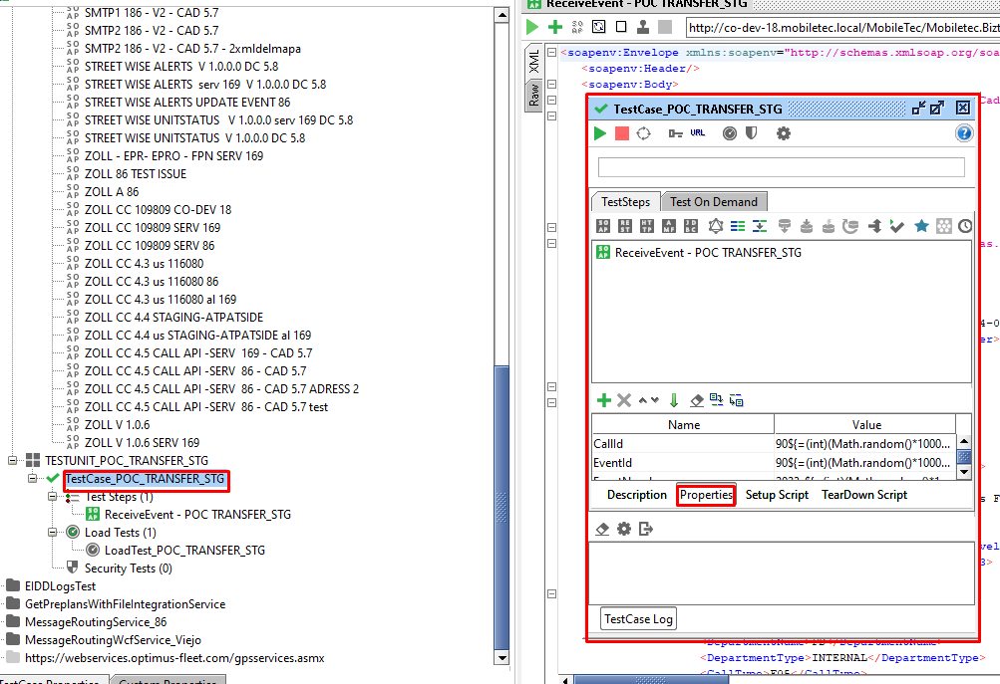 SMTP1 186 - V2 - CAD 5.7
SMTP2 186 - V2 - CAD 5.7
SMTP2 186 - V2 - CAD 5.7 - 2xmldelmapa
STREET WISE ALERTS V 1.0.0.0 DC 5.8
STREET WISE ALERTS serv 169 V 1.0.0.0 DC 5.8
STREET WISE ALERTS UPDATE EVENT 86
STREET WISE UNITSTATUS V 1.0.0.0 serv 169 DC 5.8
STREET WISE UNITSTATUS V 1.0.0.0 DC 5.8
ZOLL - EPR- EPRO - FPN SERV 169
ZOLL 86 TEST ISSUE
ZOLL A 86
ZOLL CC 109809 CO-DEV 18
ZOLL CC 109809 SERV 169
ZOLL CC 109809 SERV 86
ZOLL CC 4.3 us 116080
ZOLL CC 4.3 us 116080 86
ZOLL CC 4.3 us 116080 al 169
ZOLL CC 4.4 STAGING-ATPATSIDE
ZOLL CC 4.4 us STAGING-ATPATSIDE al 169
ZOLL CC 4.5 CALL API -SERV 169 - CAD 5.7
ZOLL CC 4.5 CALL API -SERV 86 - CAD 5.7
ZOLL CC 4.5 CALL API -SERV 86 - CAD 5.7 ADRESS 2
ZOLL CC 4.5 CALL API -SERV 86 - CAD 5.7 test
ZOLL V 1.0.6
ZOLL V 1.0.6 SERV 169
TESTUNIT_POC_TRANSFER_STG
TestCase_POC_TRANSFER_STG
Test Steps (1)
ReceiveEvent - POC TRANSFER_STG
Load Tests (1)
LoadTest_POC_TRANSFER_STG
Security Tests (0)
EIDDLogsTest
GetPreplansWithFileIntegrationService
MessageRoutingService_86
MessageRoutingWcfService_Viejo
https://webservices.optimus-fleet.com/gpsservices.asmx
TestCase Properties Custom Properties
ReceiveEvent - POC TRANSFER_STG
http://co-dev-18.mobiletec.local/MobileTec/Mobiletec.Bizt
XML
Raw
<soapenv:Envelope xmlns:soapenv="http://schemas.xmlsoap.org/soa
<soapenv:Header/>
<soapenv:Body>
TestCase_POC_TRANSFER_STG
URL
TestSteps Test On Demand
ReceiveEvent - POC TRANSFER_STG
Name Value
CallId 90${=(int)(Math.random()*1000...
EventId 90${=(int)(Math.random()*1000...
Description Properties Setup Script TearDown Script
TestCase Log
<DepartmentType>INTERNAL</DepartmentType>